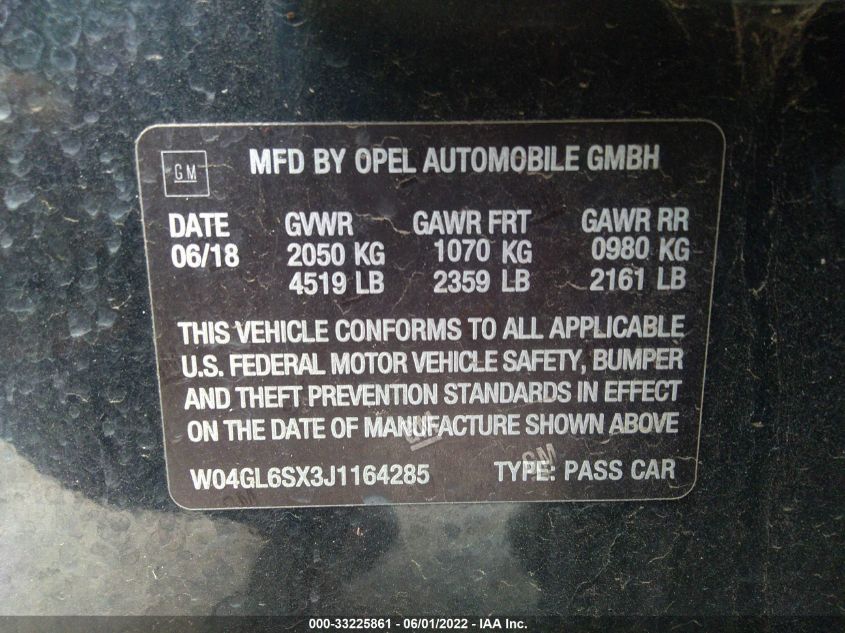 GM MFD BY OPEL AUTOMOBILE GMBH
DATE GVWR GAWR FRT GAWR RR
06/18 2050 KG 1070 KG 0980 KG
4519 LB 2359 LB 2161 LB
THIS VEHICLE CONFORMS TO ALL APPLICABLE
U.S. FEDERAL MOTOR VEHICLE SAFETY, BUMPER
AND THEFT PREVENTION STANDARDS IN EFFECT
ON THE DATE OF MANUFACTURE SHOWN ABOVE
GM
GM
W04GL6SX3J1164285 TYPE: PASS CAR
000-33225861 - 06/01/2022 - IAA Inc.